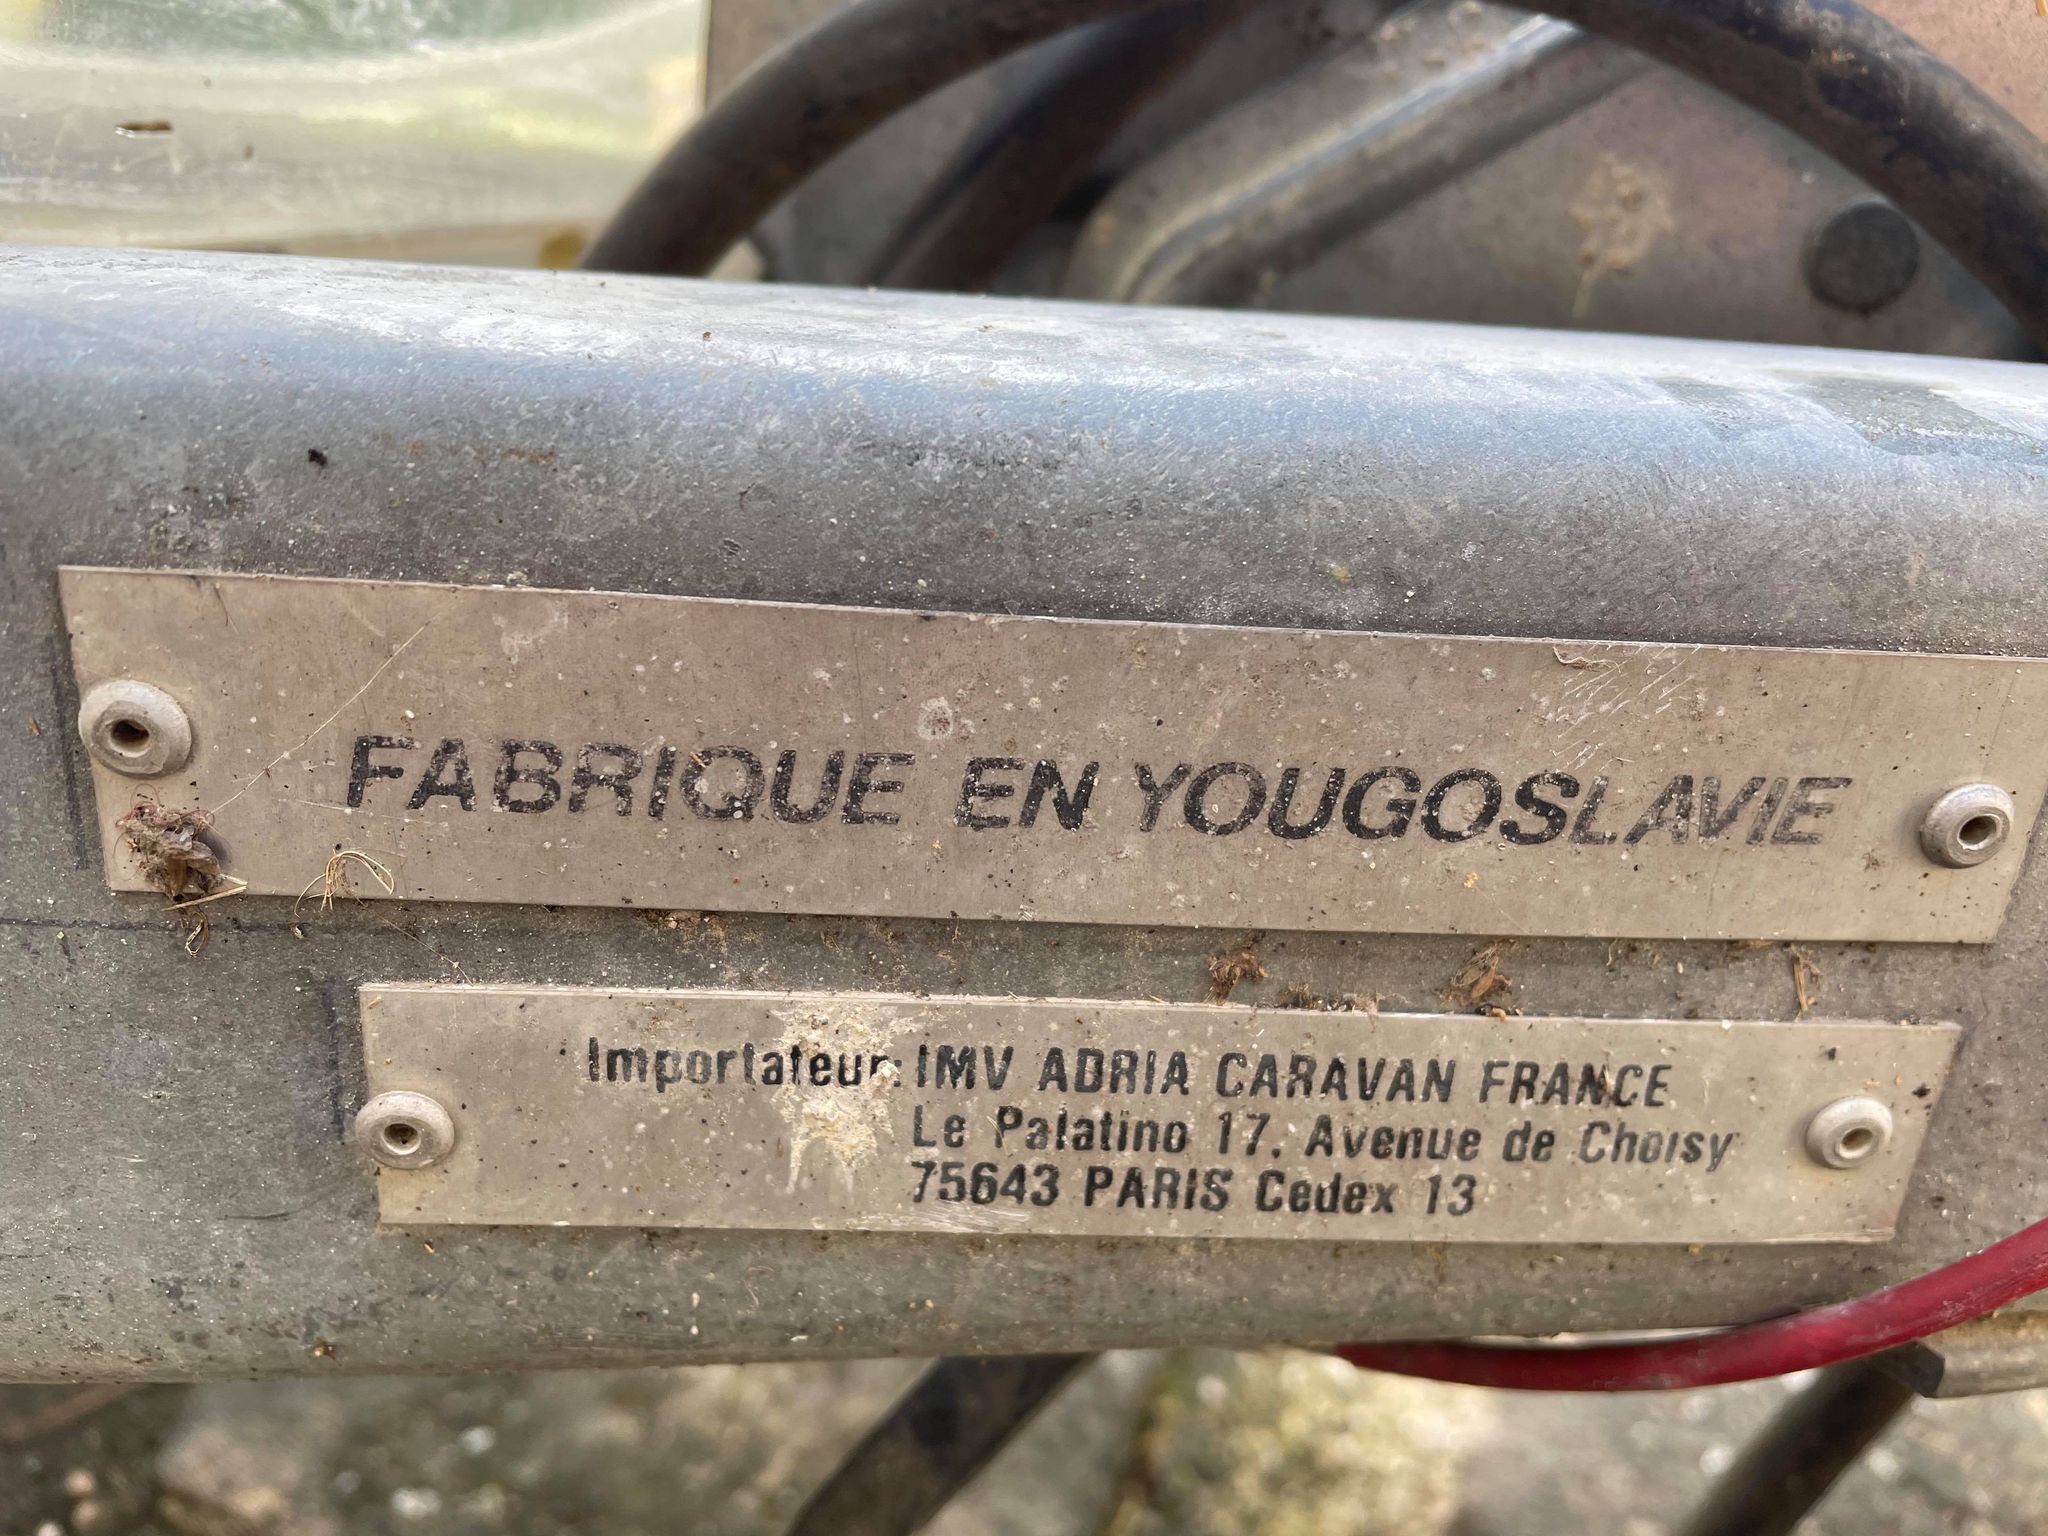 FABRIQUE EN YOUGOSLAVIE
Importateur: IMV ADRIA CARAVAN FRANCE
Le Palatino 17. Avenue de Choisy
75643 PARIS Cedex 13